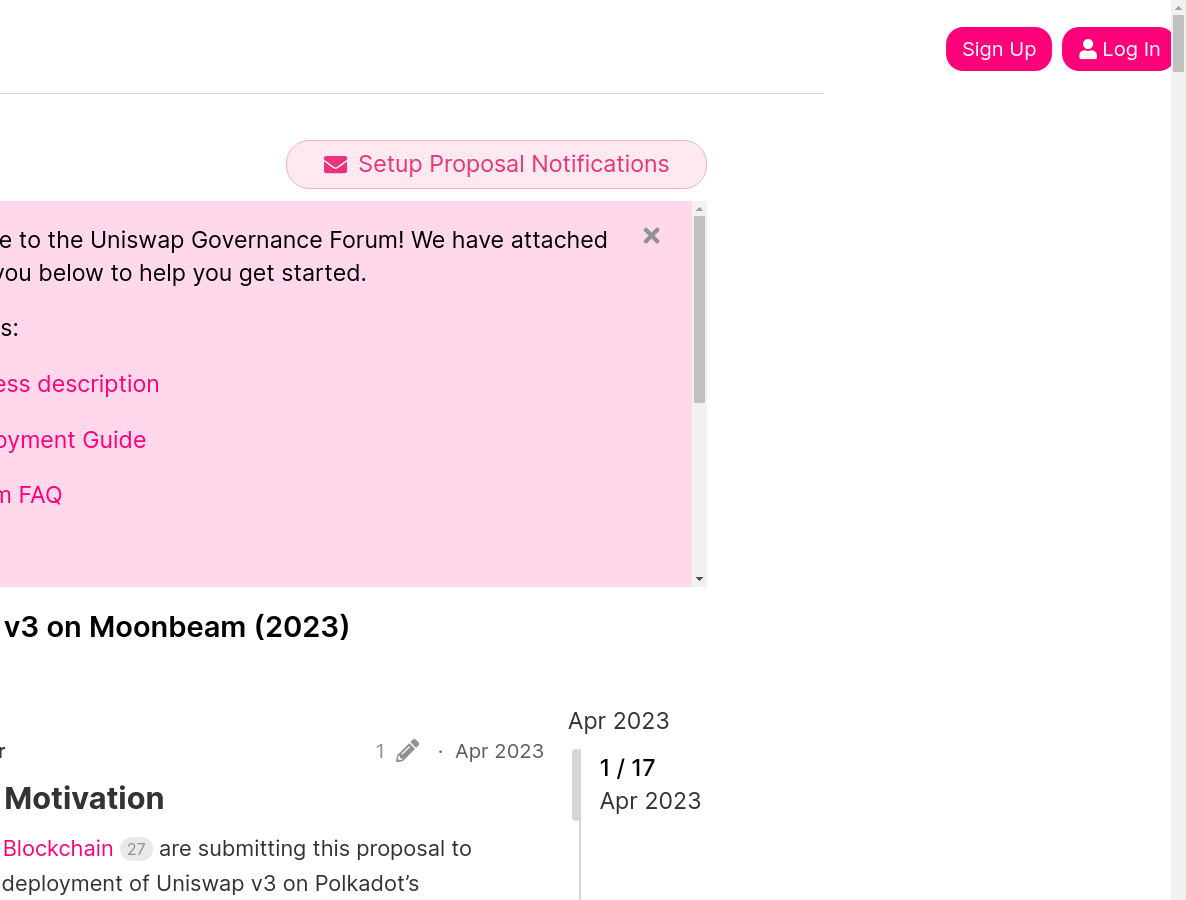 Sign Up
Log In
Setup Proposal Notifications
e to the Uniswap Governance Forum! We have attached
you below to help you get started.
s:
ess description
oyment Guide
m FAQ
v3 on Moonbeam (2023)
Apr 2023
r
1 · Apr 2023
1 / 17
Apr 2023
Motivation
Blockchain 27 are submitting this proposal to
deployment of Uniswap v3 on Polkadot’s